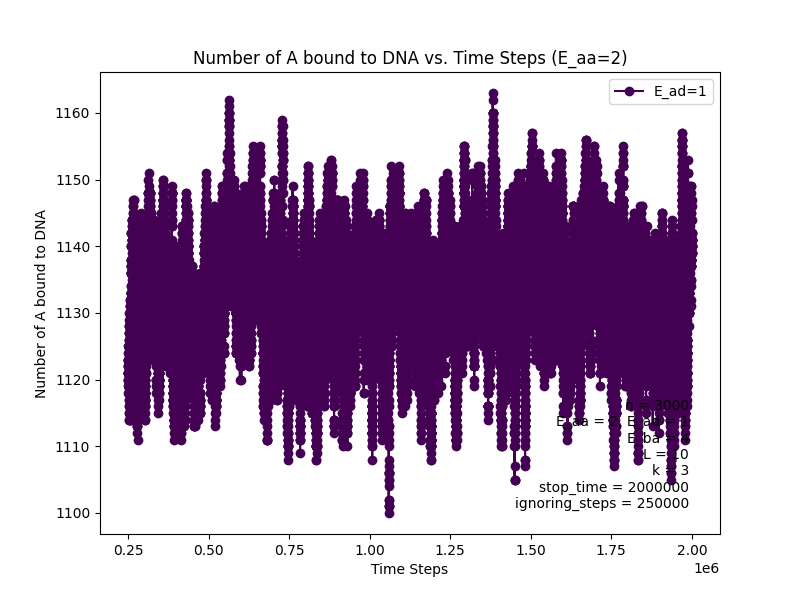 Number of A bound to DNA vs. Time Steps (E_aa=2)
E_ad=1
Number of A bound to DNA
1160
1150
1140
1130
1120
1110
1100
= 3000
E_aa =
E_ba =
L = 10
k = 3
stop_time = 2000000
ignoring_steps = 250000
0.25
0.50
0.75
1.00
1.25
1.50
1.75
2.00
1e6
Time Steps